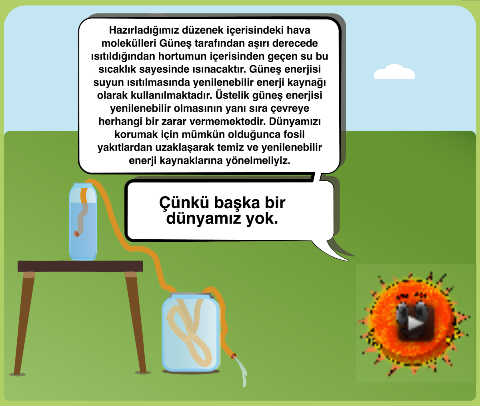 Hazırladığımız düzenek içerisindeki hava
molekülleri Güneş tarafından aşırı derecede
ısıtıldığından hortumun içerisinden geçen su bu
sıcaklık sayesinde ısınacaktır. Güneş enerjisi
suyun ısıtılmasında yenilenebilir enerji kaynağı
olarak kullanılmaktadır. Üstelik güneş enerjisi
yenilenebilir olmasının yanı sıra çevreye
herhangi bir zarar vermemektedir. Dünyamızı
korumak için mümkün olduğunca fosil
yakıtlardan uzaklaşarak temiz ve yenilenebilir
enerji kaynaklarına yönelmeliyiz.
Çünkü başka bir
dünyamız yok.